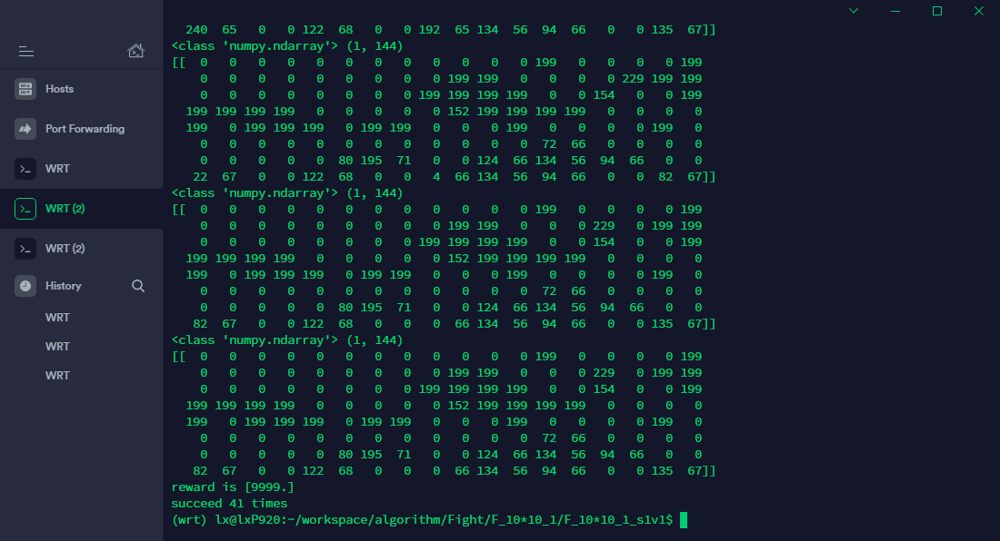 Hosts
Port Forwarding
WRT
WRT (2)
WRT (2)
History
WRT
WRT
WRT
240 65 0 0 122 68 0 0 192 65 134 56 94 66 0 0 135 67]]
<class 'numpy.ndarray'> (1, 144)
[[ 0 0 0 0 0 0 0 0 0 0 0 0 199 0 0 0 0 199
0 0 0 0 0 0 0 0 0 199 199 0 0 0 0 229 199 199
0 0 0 0 0 0 0 0 199 199 199 199 0 0 154 0 0 199
199 199 199 199 0 0 0 0 0 152 199 199 199 199 0 0 0 0
199 0 199 199 199 0 199 199 0 0 0 199 0 0 0 0 199 0
0 0 0 0 0 0 0 0 0 0 0 0 72 66 0 0 0 0
0 0 0 0 0 80 195 71 0 0 124 66 134 56 94 66 0 0
22 67 0 0 122 68 0 0 4 66 134 56 94 66 0 0 82 67]]
<class 'numpy.ndarray'> (1, 144)
[[ 0 0 0 0 0 0 0 0 0 0 0 0 199 0 0 0 0 199
0 0 0 0 0 0 0 0 0 199 199 0 0 0 229 0 199 199
0 0 0 0 0 0 0 0 199 199 199 199 0 0 154 0 0 199
199 199 199 199 0 0 0 0 0 152 199 199 199 199 0 0 0 0
199 0 199 199 199 0 199 199 0 0 0 199 0 0 0 0 199 0
0 0 0 0 0 0 0 0 0 0 0 0 72 66 0 0 0 0
0 0 0 0 0 80 195 71 0 0 124 66 134 56 94 66 0 0
82 67 0 0 122 68 0 0 0 66 134 56 94 66 0 0 135 67]]
<class 'numpy.ndarray'> (1, 144)
[[ 0 0 0 0 0 0 0 0 0 0 0 0 199 0 0 0 0 199
0 0 0 0 0 0 0 0 0 199 199 0 0 0 229 0 199 199
0 0 0 0 0 0 0 0 199 199 199 199 0 0 154 0 0 199
199 199 199 199 0 0 0 0 0 152 199 199 199 199 0 0 0 0
199 0 199 199 199 0 199 199 0 0 0 199 0 0 0 0 199 0
0 0 0 0 0 0 0 0 0 0 0 0 72 66 0 0 0 0
0 0 0 0 0 80 195 71 0 0 124 66 134 56 94 66 0 0
82 67 0 0 122 68 0 0 0 66 134 56 94 66 0 0 135 67]]
reward is [9999.]
succeed 41 times
(wrt) lx@lxP920:~/workspace/algorithm/Fight/F_10*10_1/F_10*10_1_s1v1$